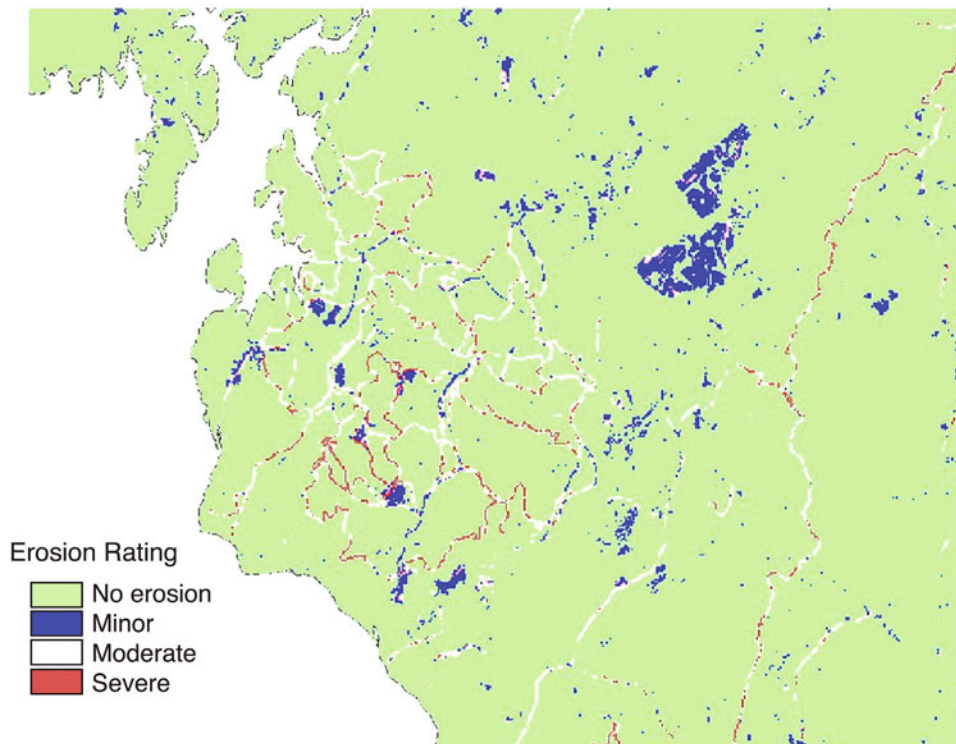 Erosion Rating
No erosion
Minor
Moderate
Severe